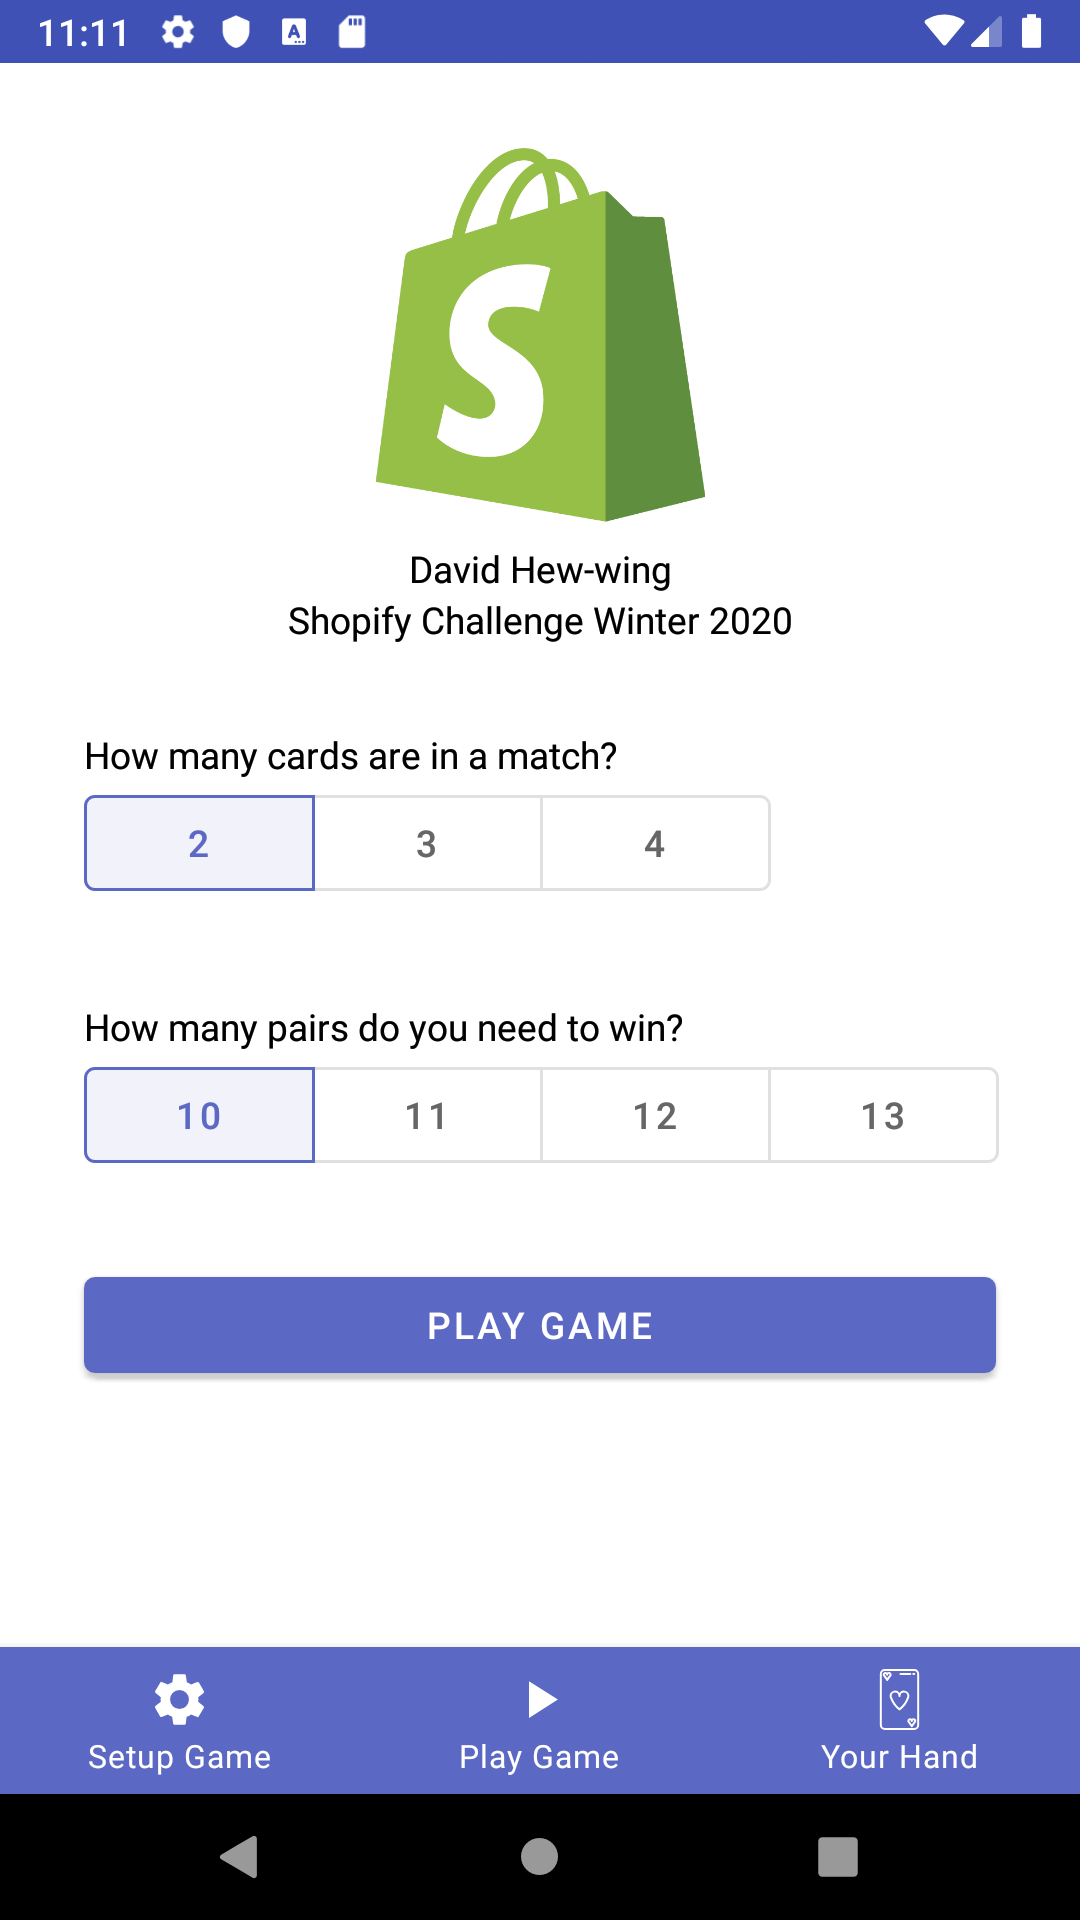 11:11
A
S
David Hew-wing
Shopify Challenge Winter 2020
How many cards are in a match?
2 3 4
How many pairs do you need to win?
10 11 12 13
PLAY GAME
Setup Game Play Game Your Hand